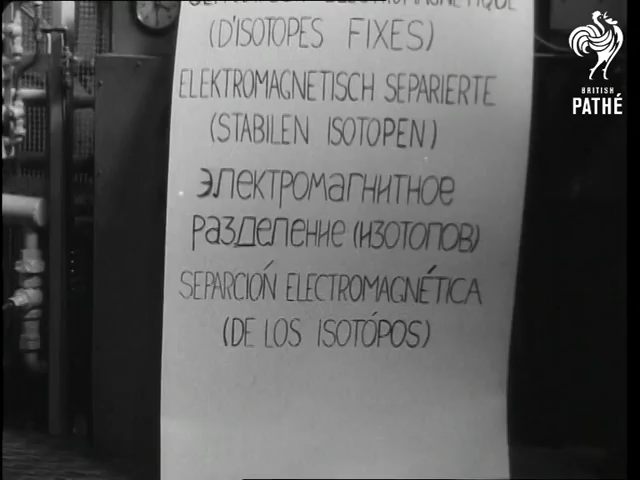 (D'ISOTOPES FIXES)
ELEKTROMAGNETISCH SEPARIERTE
(STABILEN ISOTOPEN)
электромагнитное
разделение (изотопов)
SEPARCIÓN ELECTROMAGNÉTICA
(DE LOS ISOTÓPOS)
BRITISH
PATHÉ